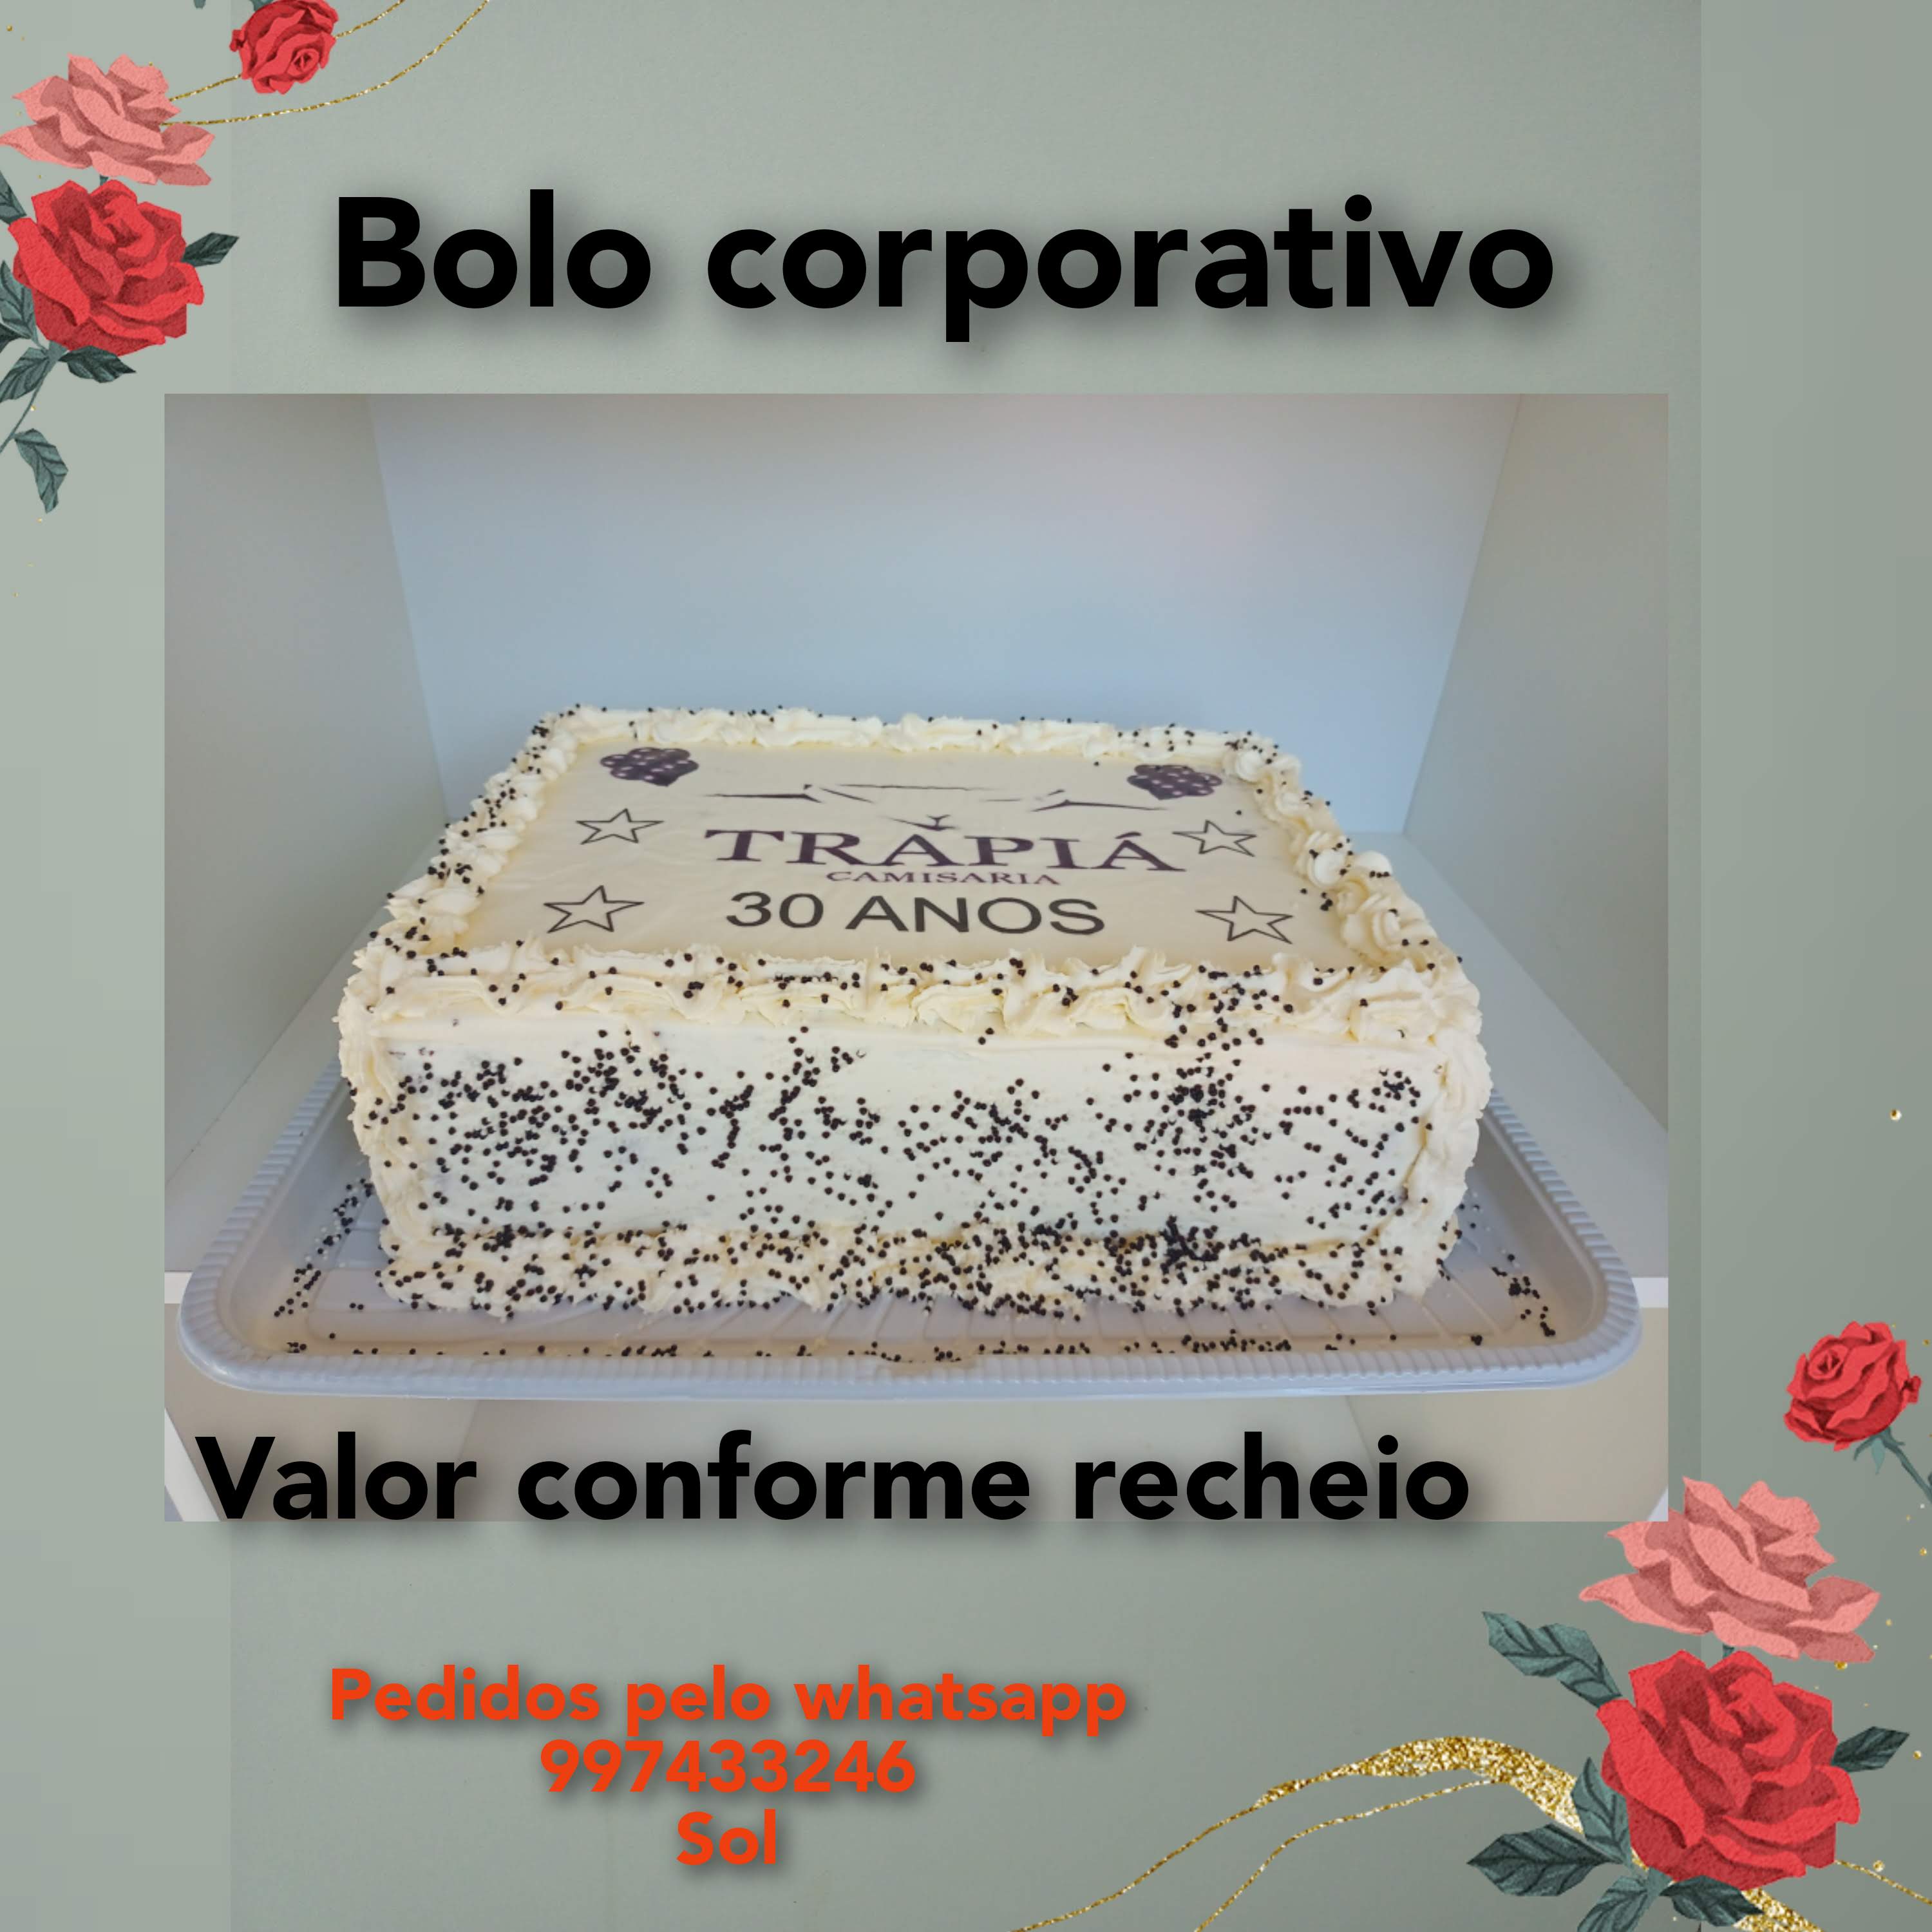 Bolo corporativo
TRAPIÁ
CAMISARIA
30 ANOS
Valor conforme recheio
Pedidos pelo whatsapp
997433246
Sol